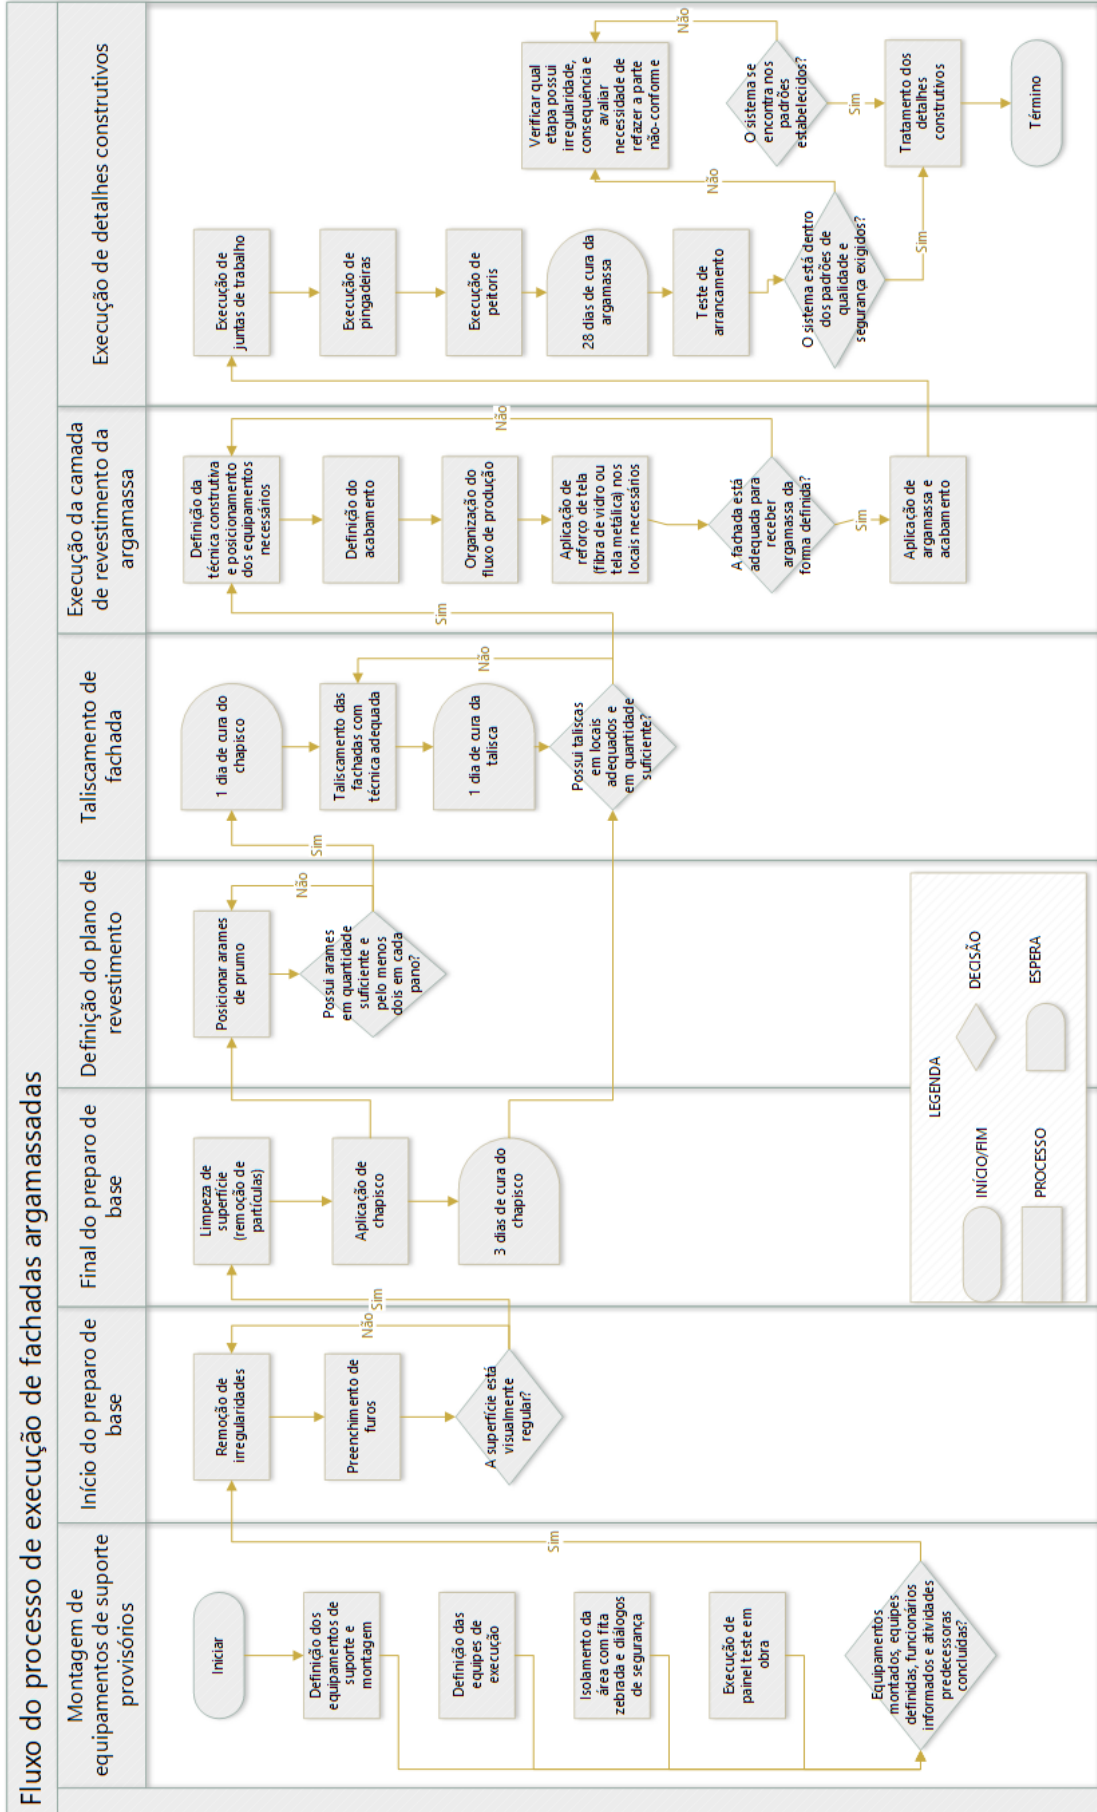 Fluxo do processo de execução de fachadas argamassadas
Montagem de
equipamentos de suporte
provisórios
Iniciar
Definição dos
equipamentos de
suporte e
montagem
Definição das
equipes de
execução
Isolamento da
área com fita
zebrada e diálogos
de segurança
Execução de
painel teste em
obra
Equipamentos
montados, equipes
definidas, funcionários
informados e atividades
predecessoras
concluídas?
Sim
Início do preparo de
base
Remoção de
irregularidades
Preenchimento de
furos
A superfície está
visualmente
regular?
Não
Sim
Final do preparo de
base
Limpeza de
superfície
(remoção de
partículas)
Aplicação de
chapisco
3 dias de cura do
chapisco
Definição do plano de
revestimento
Posicionar arames
de prumo
Possui arames
em quantidade
suficiente e
pelo menos
dois em cada
pano?
Não
Sim
Taliscamento de
fachada
1 dia de cura do
chapisco
Taliscamento das
fachadas com
técnica adequada
1 dia de cura da
talisca
Possui taliscas
em locais
adequados e
em quantidade
suficiente?
Não
Sim
Execução da camada
de revestimento da
argamassa
Definição da
técnica construtiva
e posicionamento
dos equipamentos
necessários
Definição do
acabamento
Organização do
fluxo de produção
Aplicação de
reforço de tela
(fibra de vidro ou
tela metálica) nos
locais necessários
A fachada está
adequada para
receber
argamassa da
forma definida?
Não
Sim
Aplicação de
argamassa e
acabamento
Execução de detalhes construtivos
Execução de
juntas de trabalho
Execução de
pingadeiras
Execução de
peitoris
28 dias de cura da
argamassa
Teste de
arrancamento
O sistema está dentro
dos padrões de
qualidade e
segurança exigidos?
Não
Sim
Verificar qual
etapa possui
irregularidade,
consequência e
avaliar
necessidade de
refazer a parte
não-conforme
O sistema se
encontra nos
padrões
estabelecidos?
Não
Sim
Tratamento dos
detalhes
construtivos
Término
LEGENDA
INÍCIO/FIM
DECISÃO
PROCESSO
ESPERA